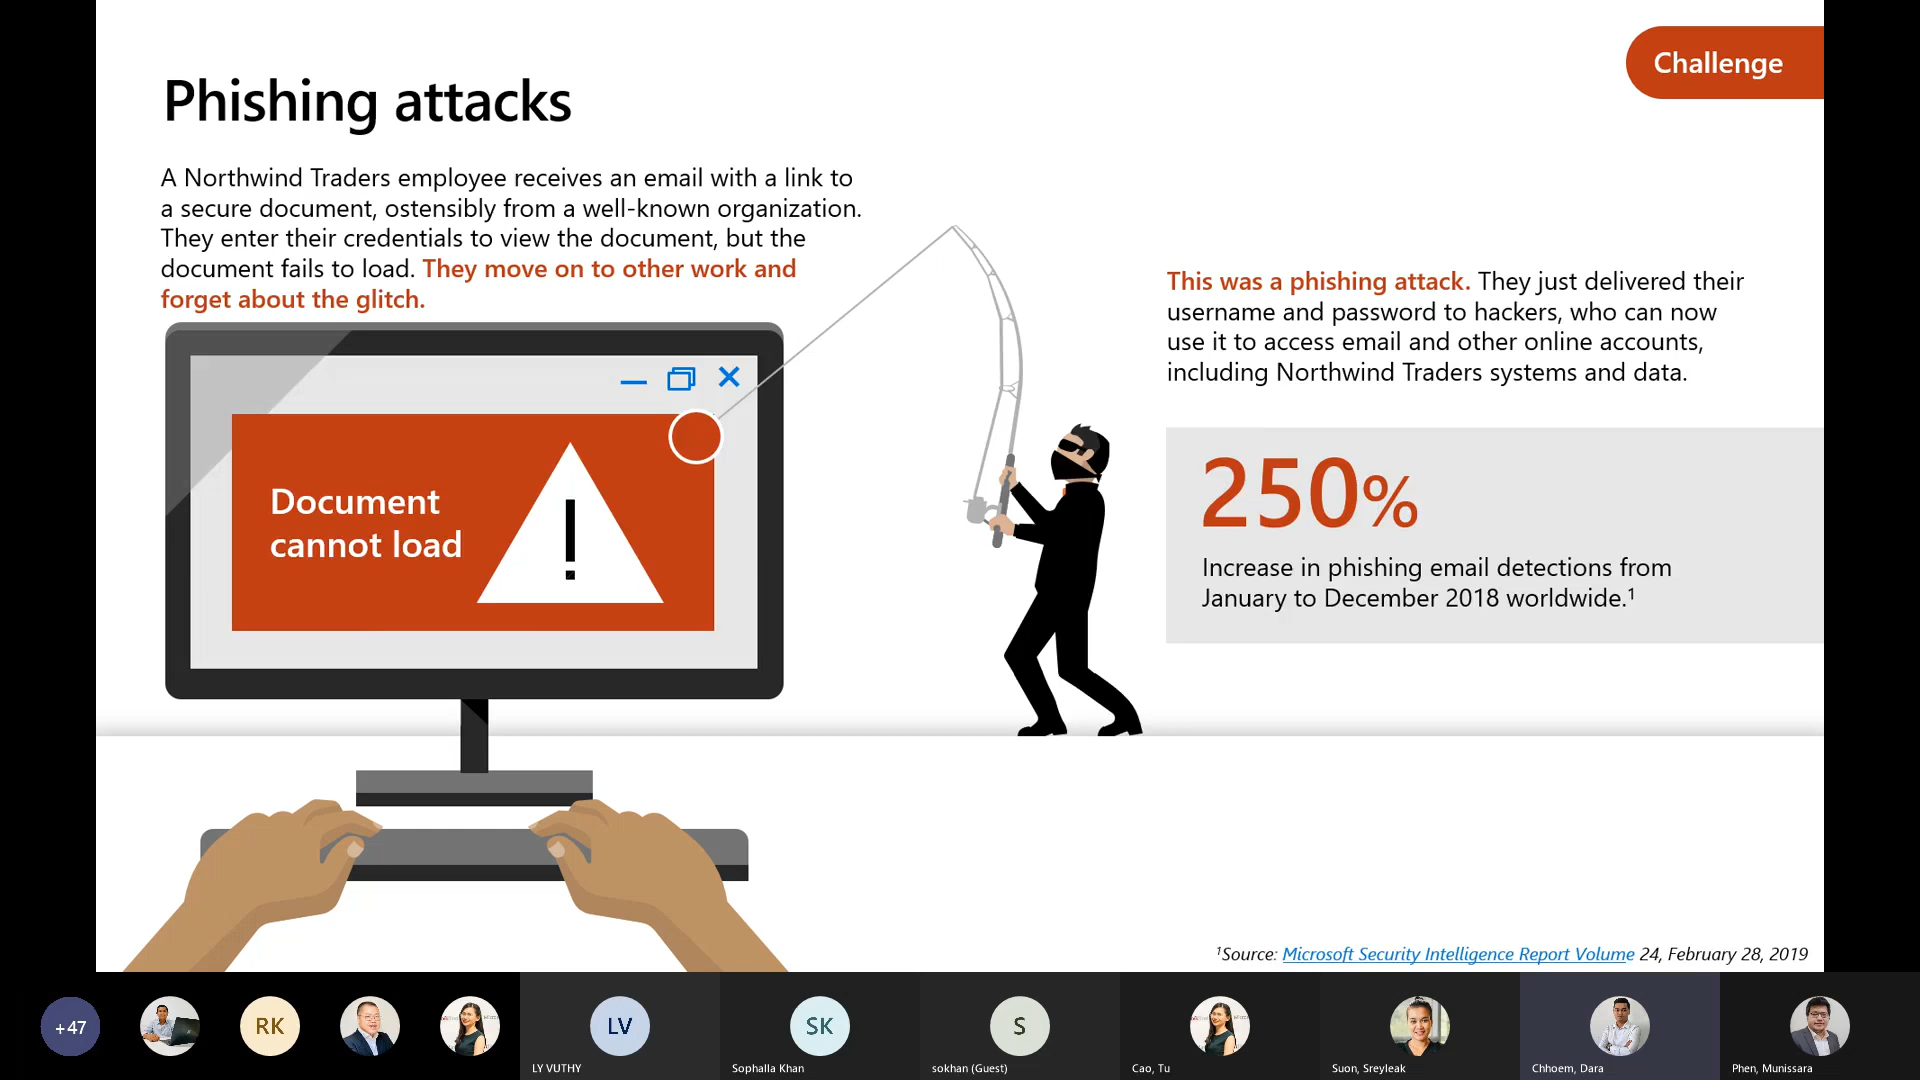 Challenge
Phishing attacks
A Northwind Traders employee receives an email with a link to
a secure document, ostensibly from a well-known organization.
They enter their credentials to view the document, but the
document fails to load. They move on to other work and
forget about the glitch.
Document
cannot load
!
This was a phishing attack. They just delivered their
username and password to hackers, who can now
use it to access email and other online accounts,
including Northwind Traders systems and data.
250%
Increase in phishing email detections from
January to December 2018 worldwide.¹
¹Source: Microsoft Security Intelligence Report Volume 24, February 28, 2019
+47
RK
LV
SK
S
LY VUTHY
Sophalla Khan
sokhan (Guest)
Cao, Tu
Suon, Sreyleak
Chhoem, Dara
Phen, Munissara